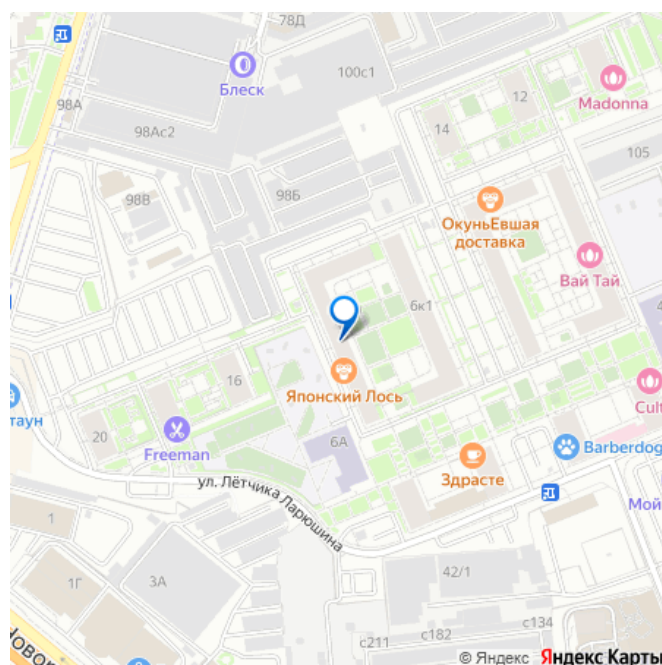 78Д
Блеск
100с1
98А
98Ас2
12
Madonna
14
105
98В
98Б
ОкуньЕвшая
доставка
Вай Тай
6к1
16
Японский Лось
Cult
таун
20
Freeman
6А
Barberdog
Здрасте
ул. Лётчика Ларюшина
Мой
1
1Г
3А
42/1
с134
с182
с211
Новор
© Яндекс Яндекс Карты